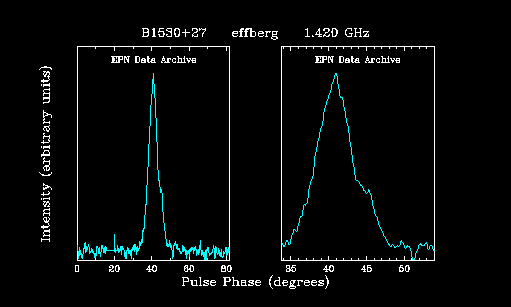 B1530+27 effberg 1.420 GHz
EPN Data Archive
EPN Data Archive
Intensity (arbitrary units)
0 20 40 60 80
35 40 45 50
Pulse Phase (degrees)